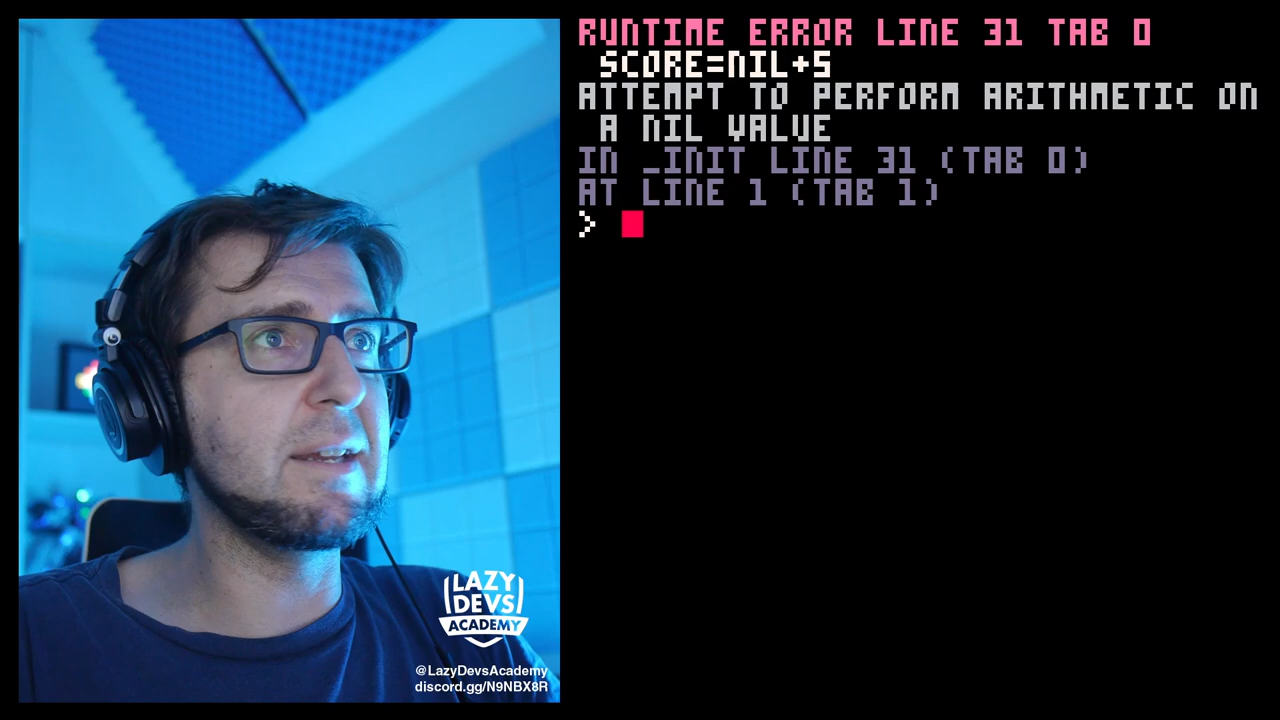 RUNTIME ERROR LINE 31 TAB 0
SCORE=NIL+5
ATTEMPT TO PERFORM ARITHMETIC ON
A NIL VALUE
IN _INIT LINE 31 (TAB 0)
AT LINE 1 (TAB 1)
>
LAZY
DEVS
ACADEMY
@LazyDevsAcademy
discord.gg/N9NBX8R